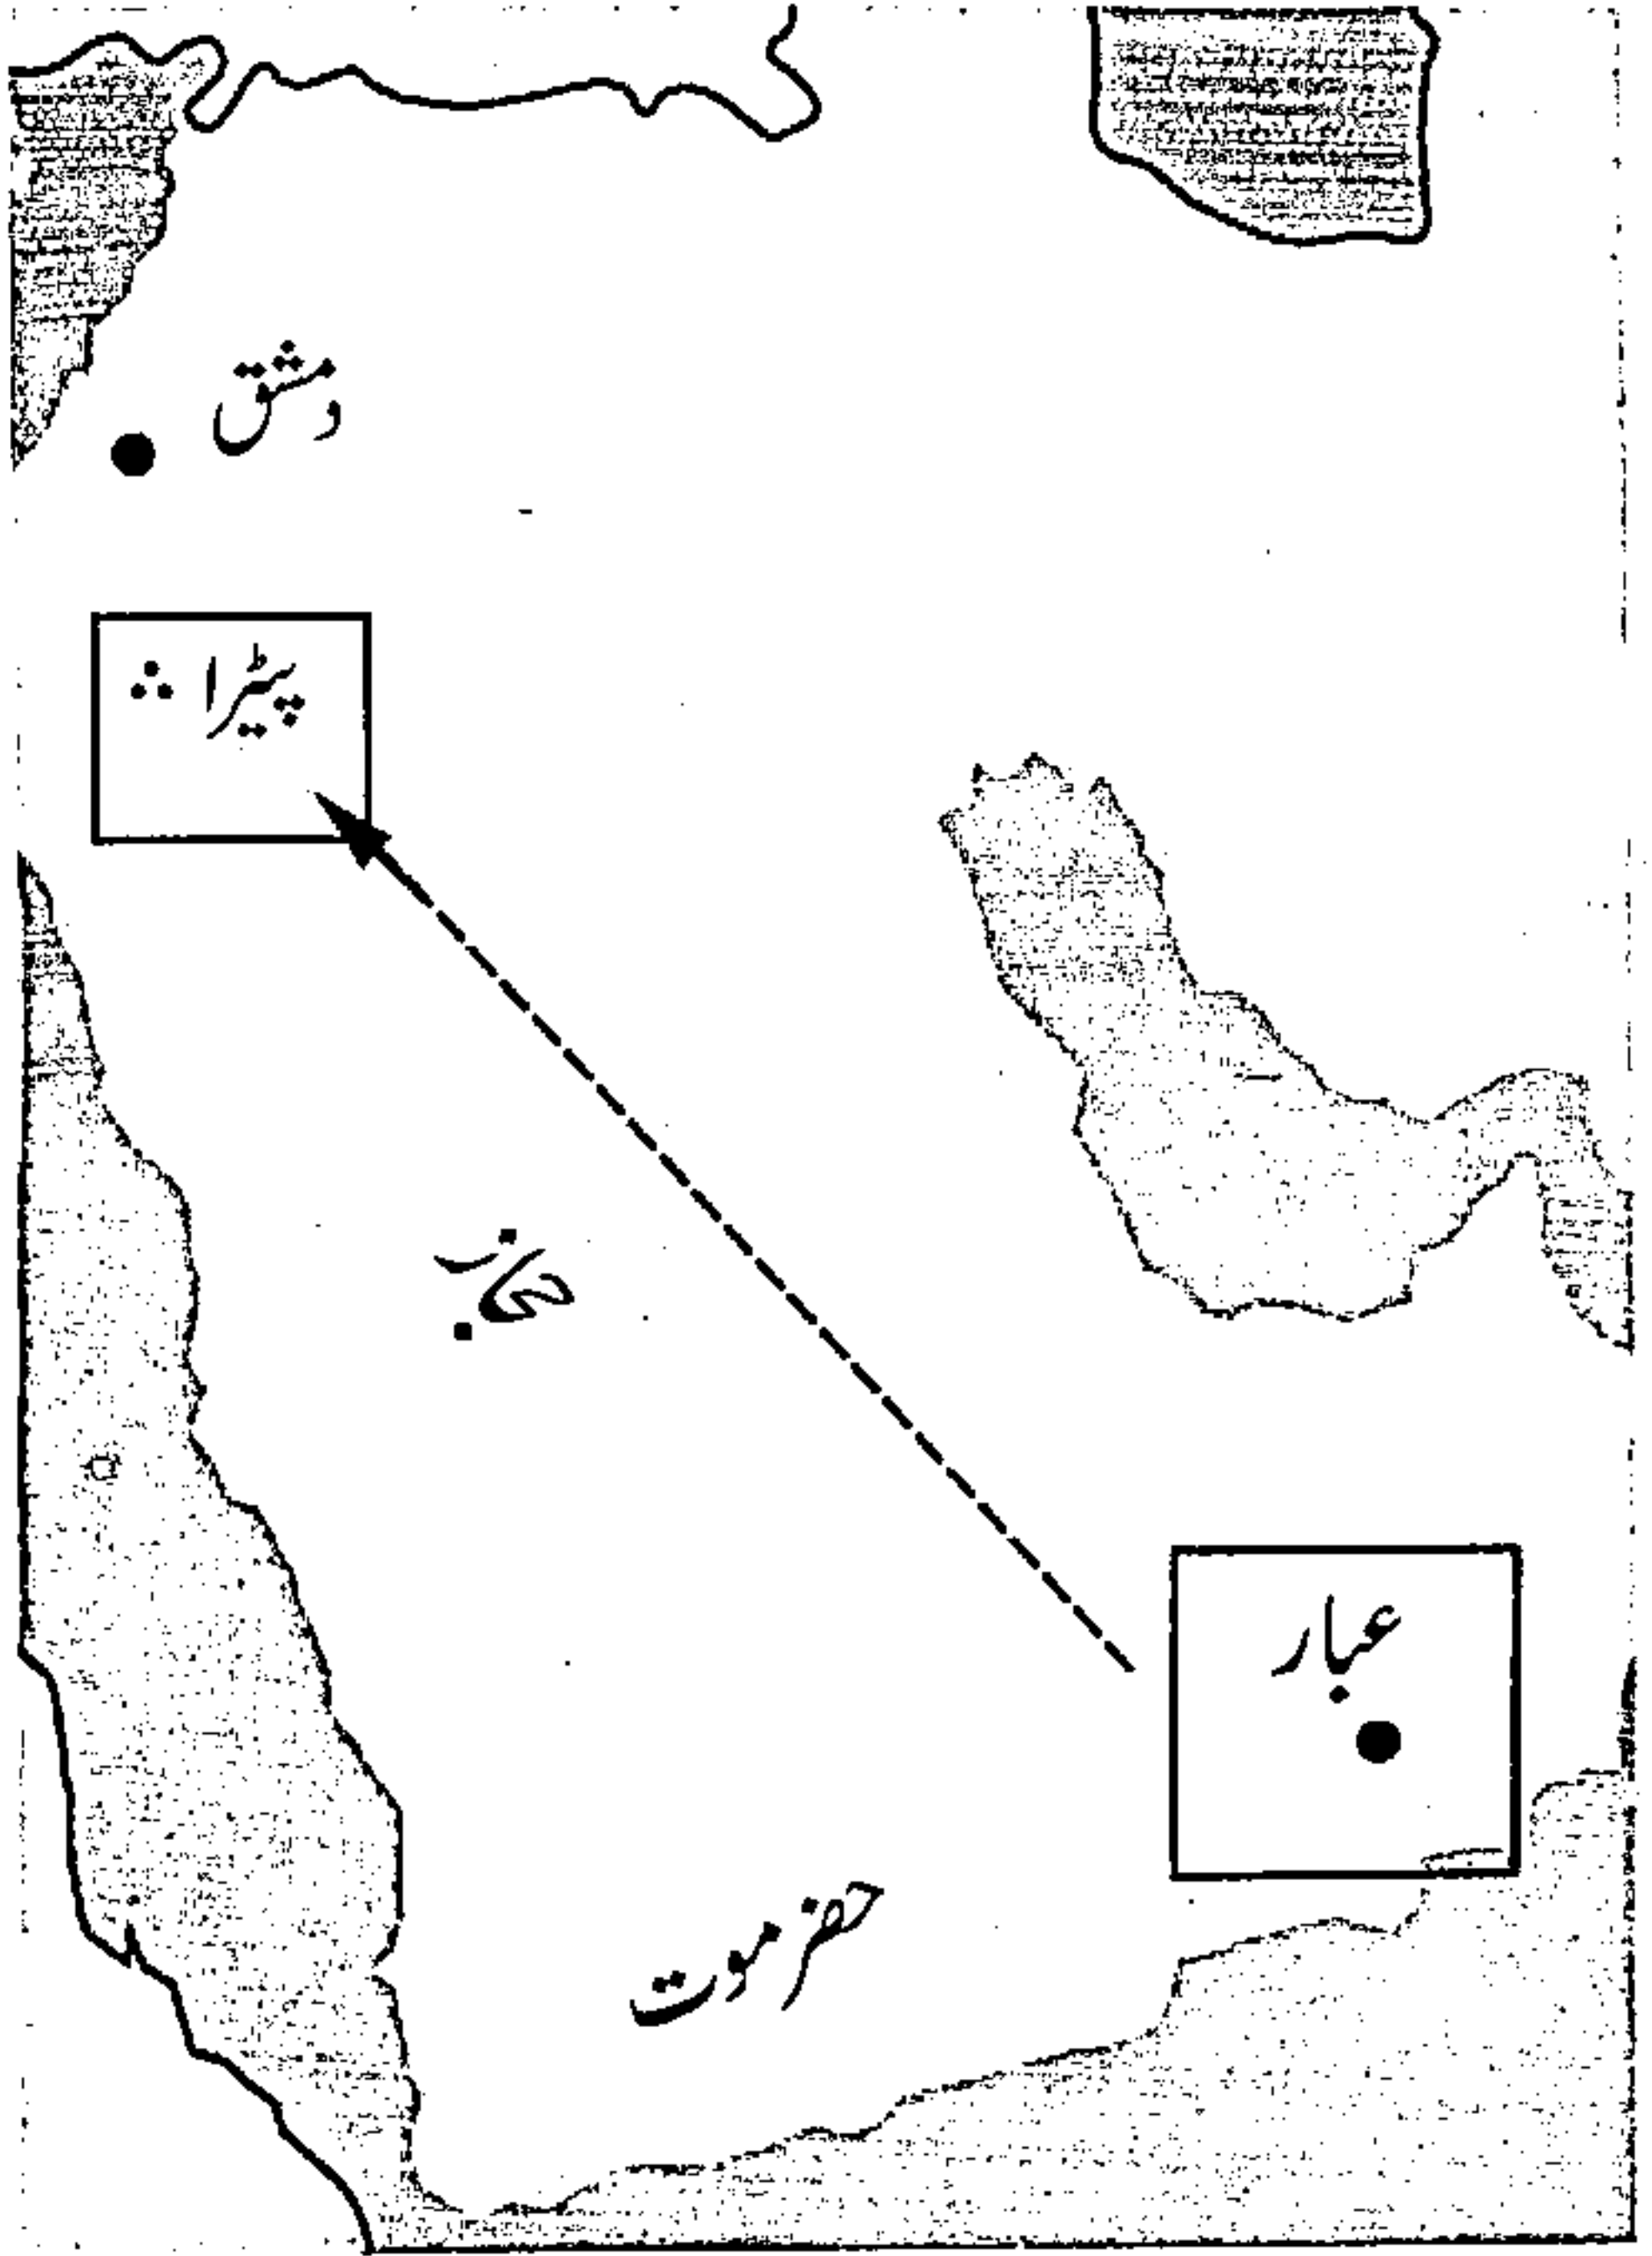 دمشق
پیٹرا
حجاز
عبار
حضرموت